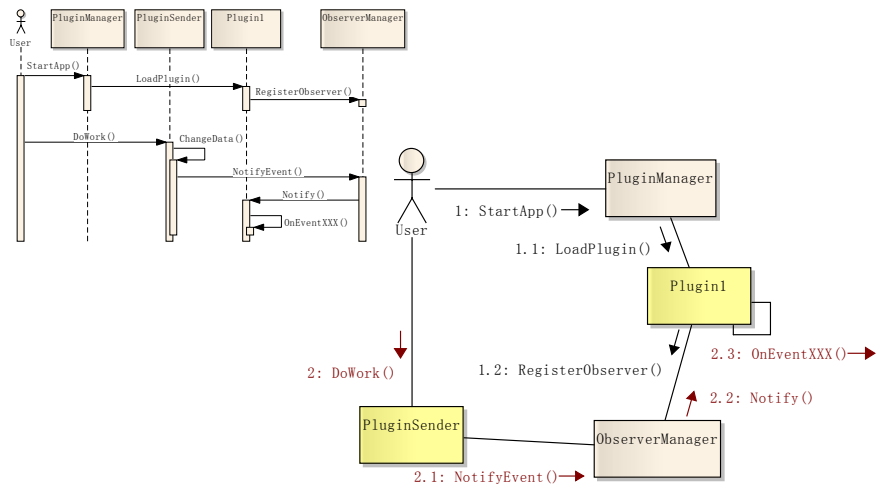 PluginManager
PluginSender
Plugin1
ObserverManager
User
StartApp()
LoadPlugin()
RegisterObserver()
DoWork()
ChangeData()
NotifyEvent()
Notify()
OnEventXXX()
PluginManager
1: StartApp()
User
1.1: LoadPlugin()
Plugin1
2.3: OnEventXXX()
1.2: RegisterObserver()
2: DoWork()
2.2: Notify()
PluginSender
ObserverManager
2.1: NotifyEvent()